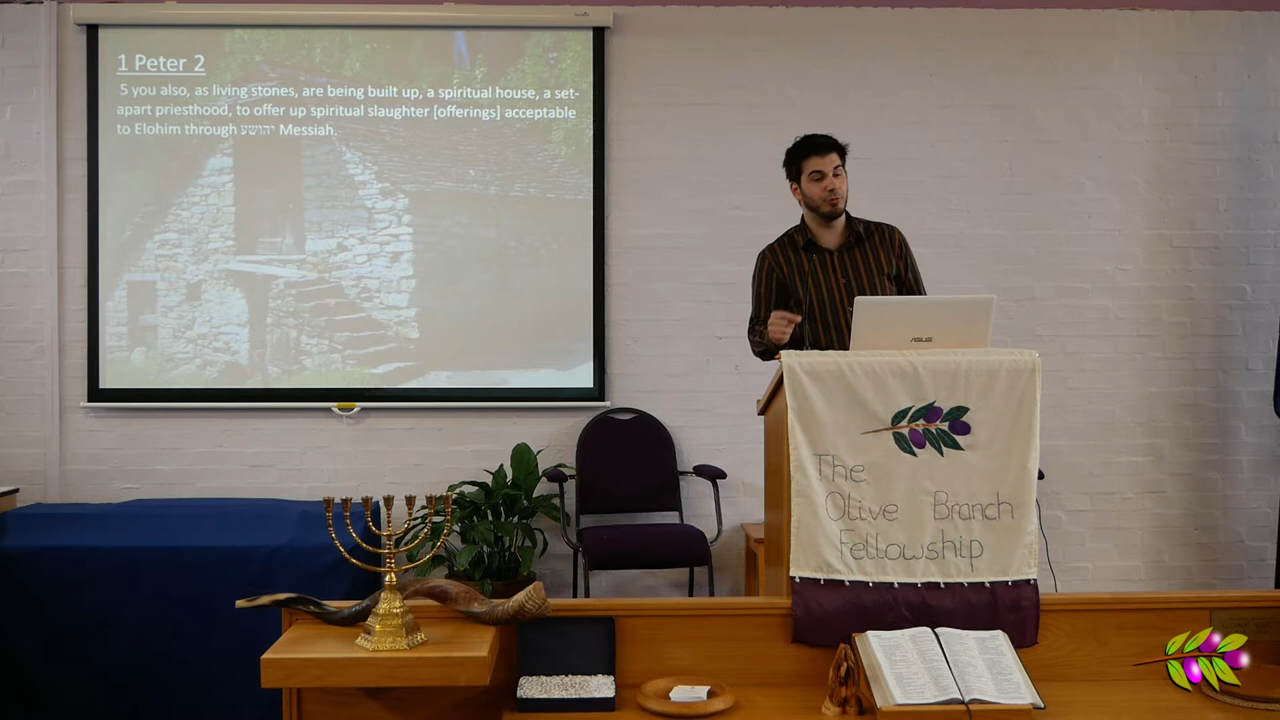 1 Peter 2
5 you also, as living stones, are being built up, a spiritual house, a set-
apart priesthood, to offer up spiritual slaughter [offerings] acceptable
to Elohim through יהושע Messiah.
ASUS
The
Olive Branch
Fellowship